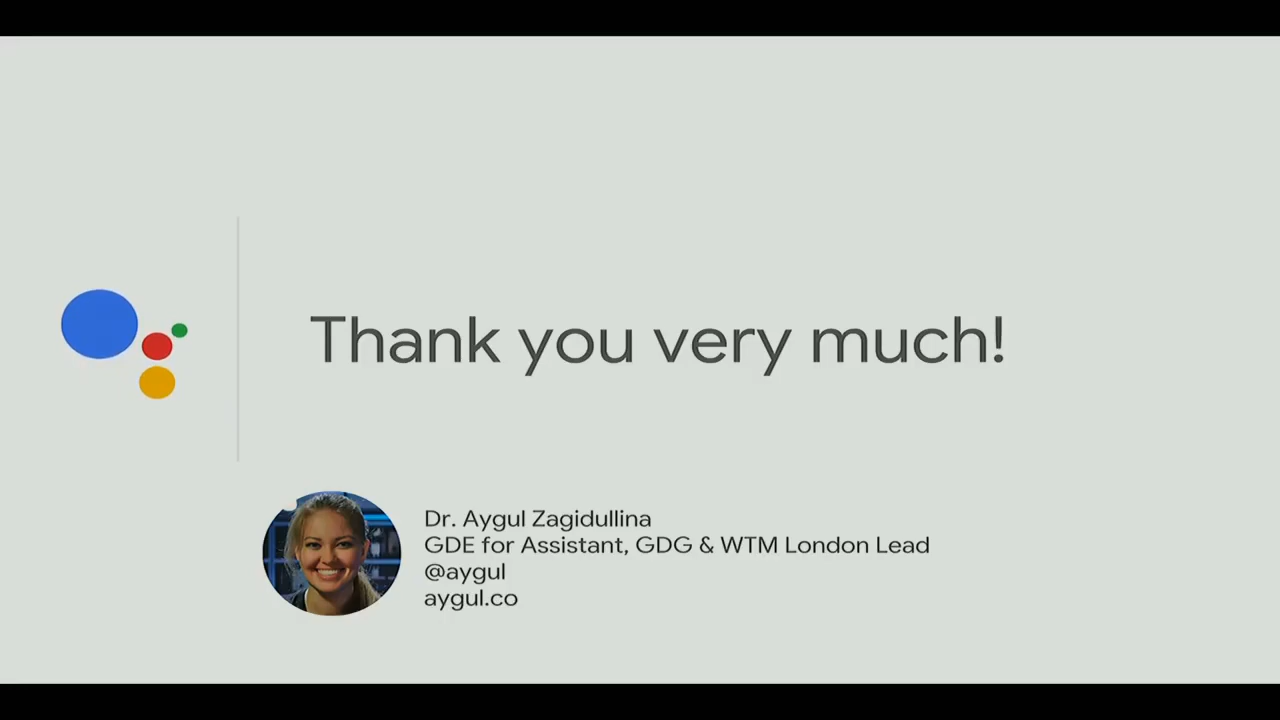 Thank you very much!
Dr. Aygul Zagidullina
GDE for Assistant, GDG & WTM London Lead
@aygul
aygul.co